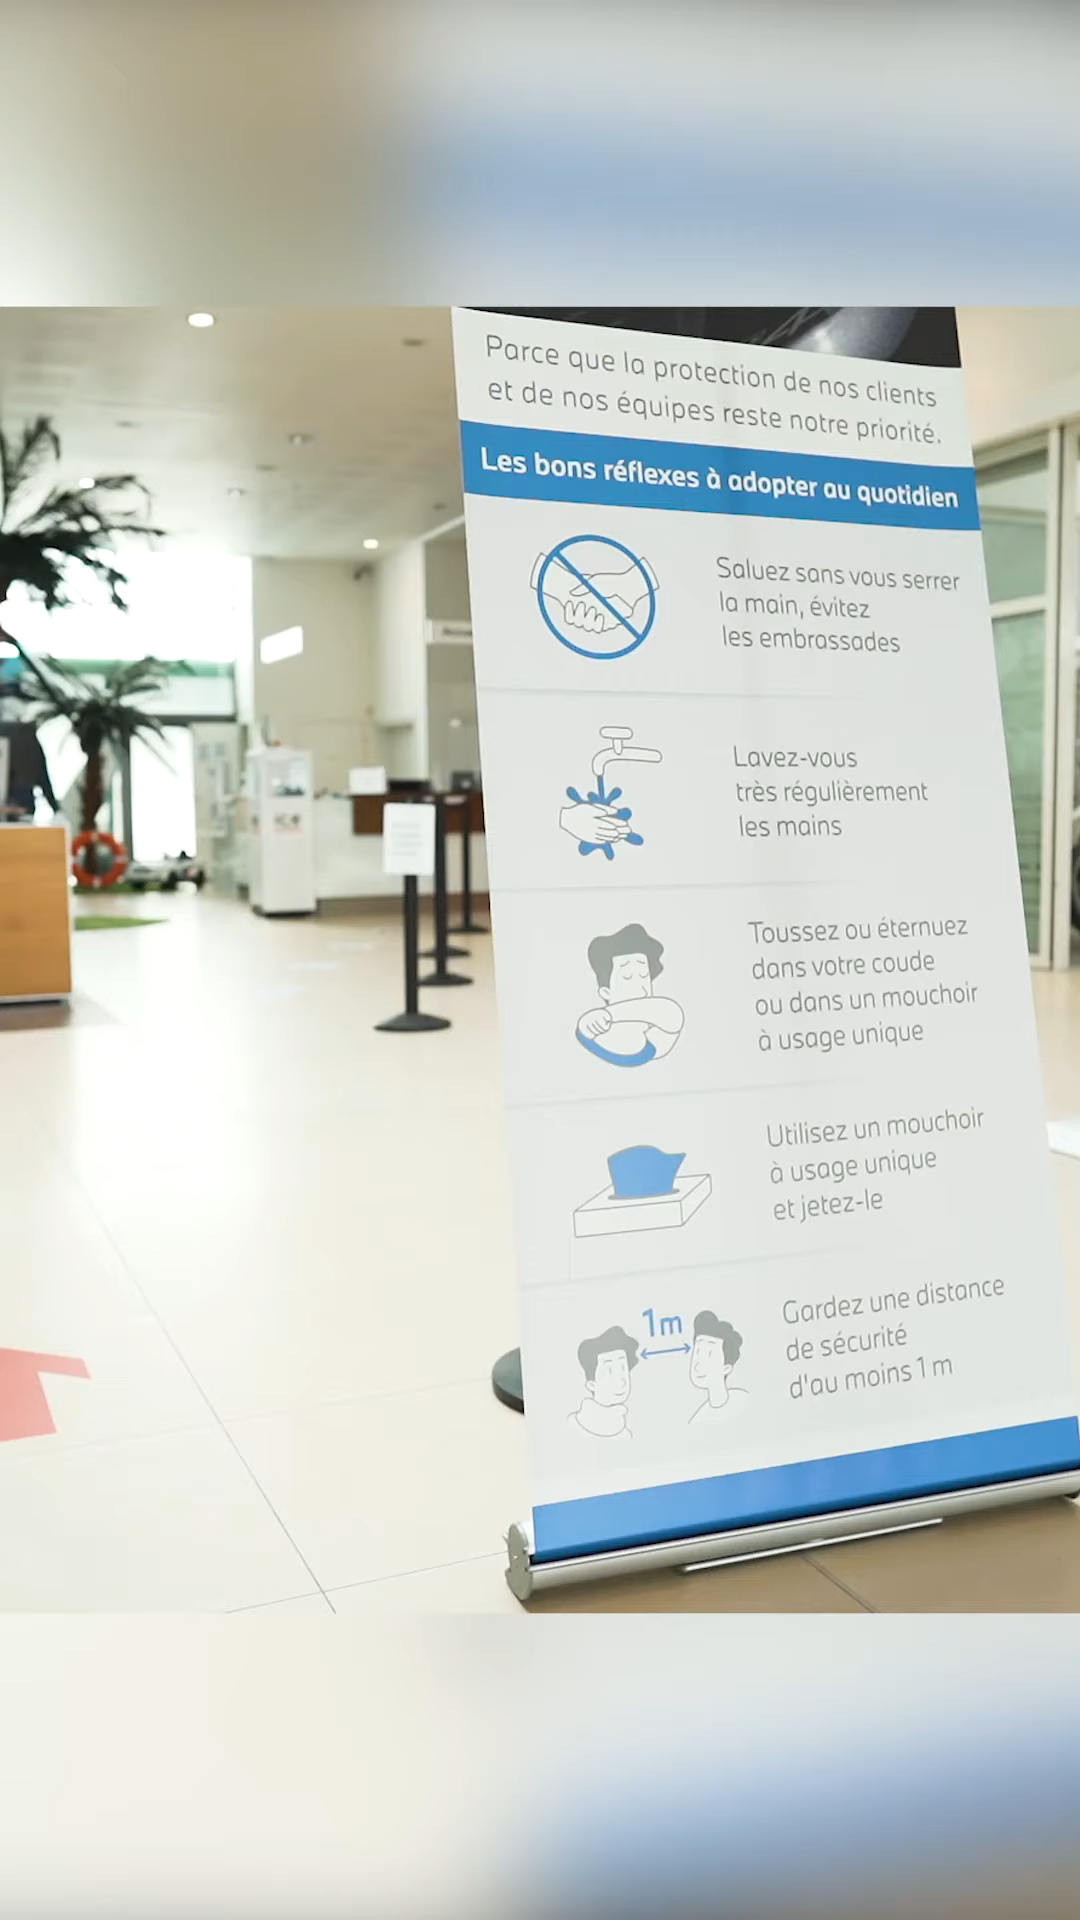 Parce que la protection de nos clients
et de nos équipes reste notre priorité.
Les bons réflexes à adopter au quotidien
Saluez sans vous serrer
la main, évitez
les embrassades
Lavez-vous
très régulièrement
les mains
Toussez ou éternuez
dans votre coude
ou dans un mouchoir
à usage unique
Utilisez un mouchoir
à usage unique
et jetez-le
1m
Gardez une distance
de sécurité
d'au moins 1 m